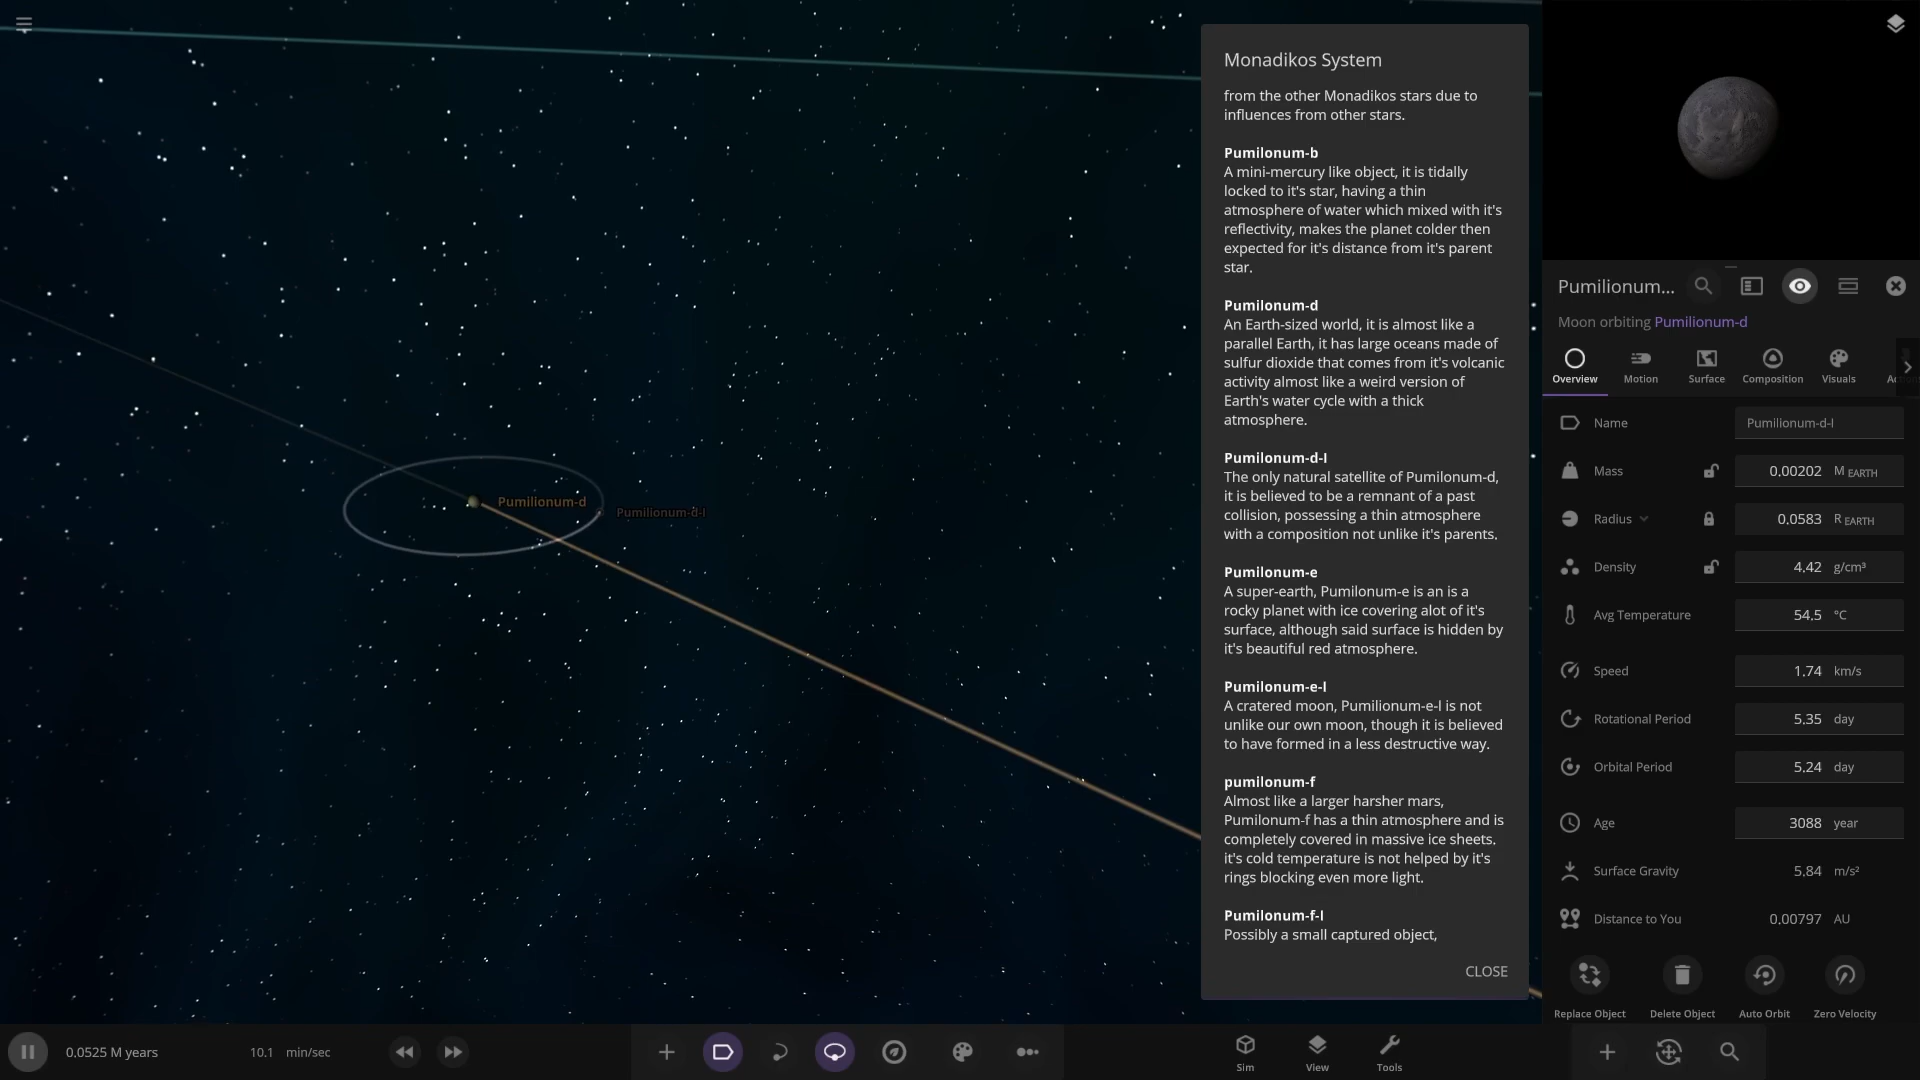 Monadikos System
from the other Monadikos stars due to
influences from other stars.
Pumilonum-b
A mini-mercury like object, it is tidally
locked to it's star, having a thin
atmosphere of water which mixed with it's
reflectivity, makes the planet colder then
expected for it's distance from it's parent
star.
Pumilonum-d
An Earth-sized world, it is almost like a
parallel Earth, it has large oceans made of
sulfur dioxide that comes from it's volcanic
activity almost like a weird version of
Earth's water cycle with a thick
atmosphere.
Pumilonum-d-I
The only natural satellite of Pumilonum-d,
it is believed to be a remnant of a past
collision, possessing a thin atmosphere
with a composition not unlike it's parents.
Pumilonum-e
A super-earth, Pumilonum-e is an is a
rocky planet with ice covering alot of it's
surface, although said surface is hidden by
it's beautiful red atmosphere.
Pumilonum-e-I
A cratered moon, Pumilionum-e-I is not
unlike our own moon, though it is believed
to have formed in a less destructive way.
pumilonum-f
Almost like a larger harsher mars,
Pumilonum-f has a thin atmosphere and is
completely covered in massive ice sheets.
it's cold temperature is not helped by it's
rings blocking even more light.
Pumilonum-f-I
Possibly a small captured object,
CLOSE
Pumilionum-d
Pumilionum-d-I
Pumilionum...
Moon orbiting Pumilionum-d
Overview Motion Surface Composition Visuals
Name Pumilionum-d-I
Mass 0.00202 M EARTH
Radius 0.0583 R EARTH
Density 4.42 g/cm³
Avg Temperature 54.5 °C
Speed 1.74 km/s
Rotational Period 5.35 day
Orbital Period 5.24 day
Age 3088 year
Surface Gravity 5.84 m/s²
Distance to You 0.00797 AU
Replace Object Delete Object Auto Orbit Zero Velocity
0.0525 M years 10.1 min/sec
Sim View Tools